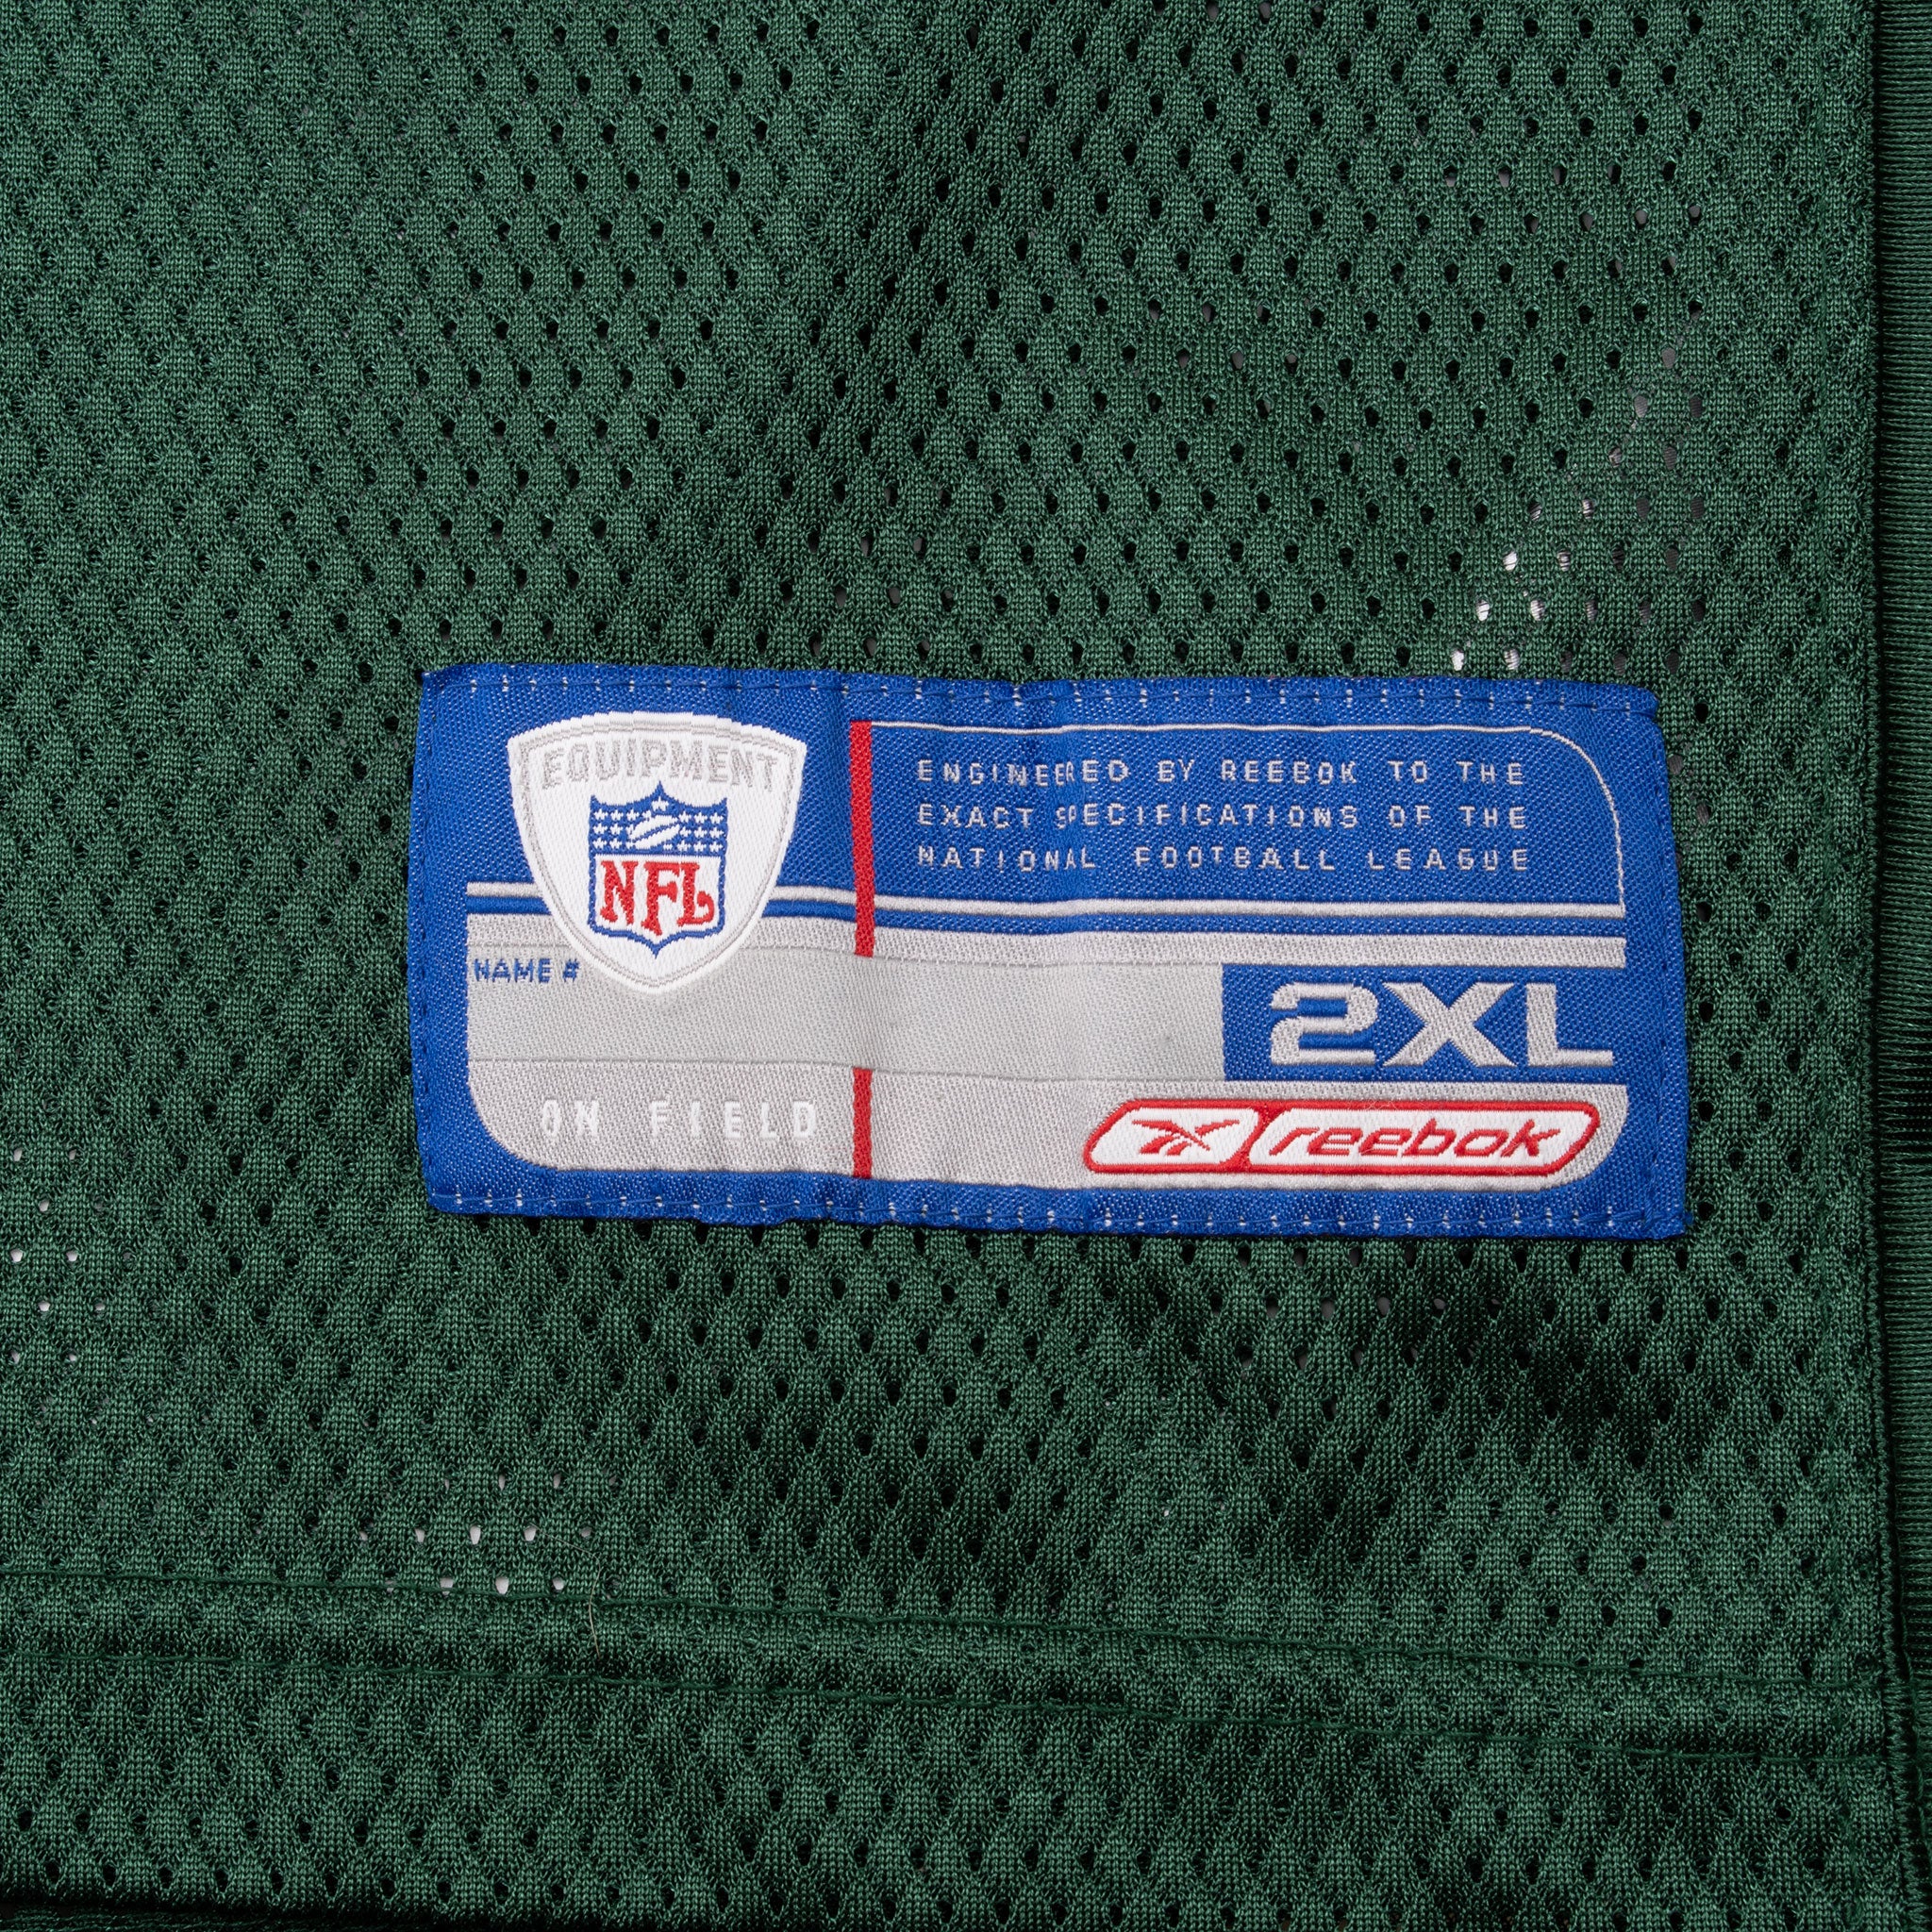 EQUIPMENT
NFL
ENGINEERED BY REEBOK TO THE
EXACT SPECIFICATIONS OF THE
NATIONAL FOOTBALL LEAGUE
NAME #
2XL
ON FIELD
reebok